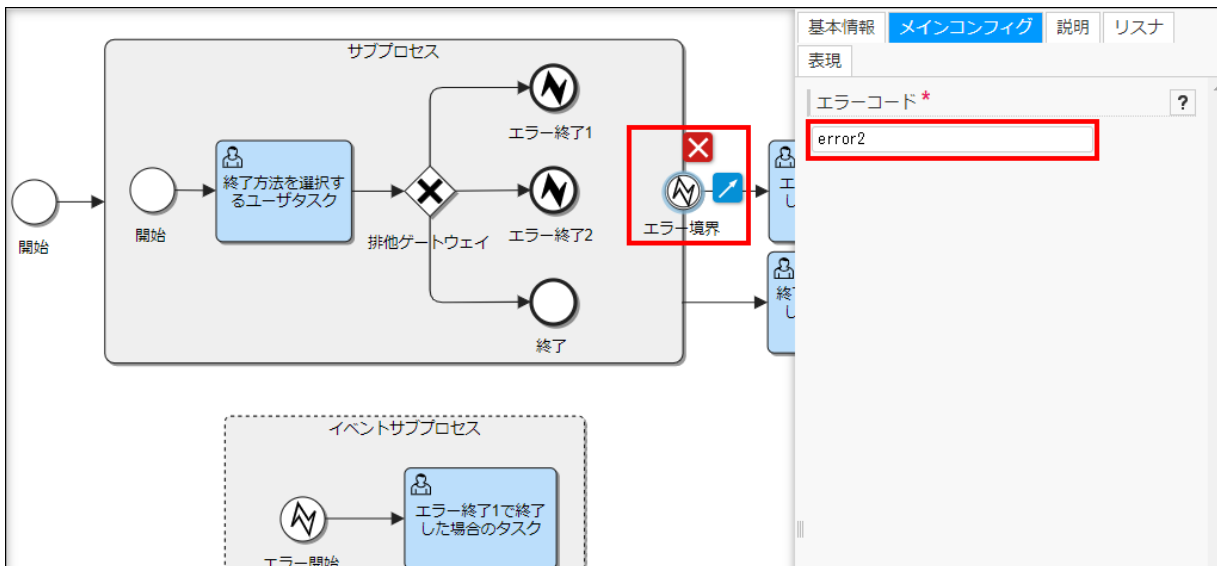 基本情報
メインコンフィグ
説明
リスナ
表現
エラーコード *
?
error2
サブプロセス
エラー終了1
終了方法を選択す
るユーザタスク
開始
開始
排他ゲートウェイ
エラー終了2
エラー境界
終了
イベントサブプロセス
エラー終了1で終了
した場合のタスク
エラー開始
エ
し
終
し